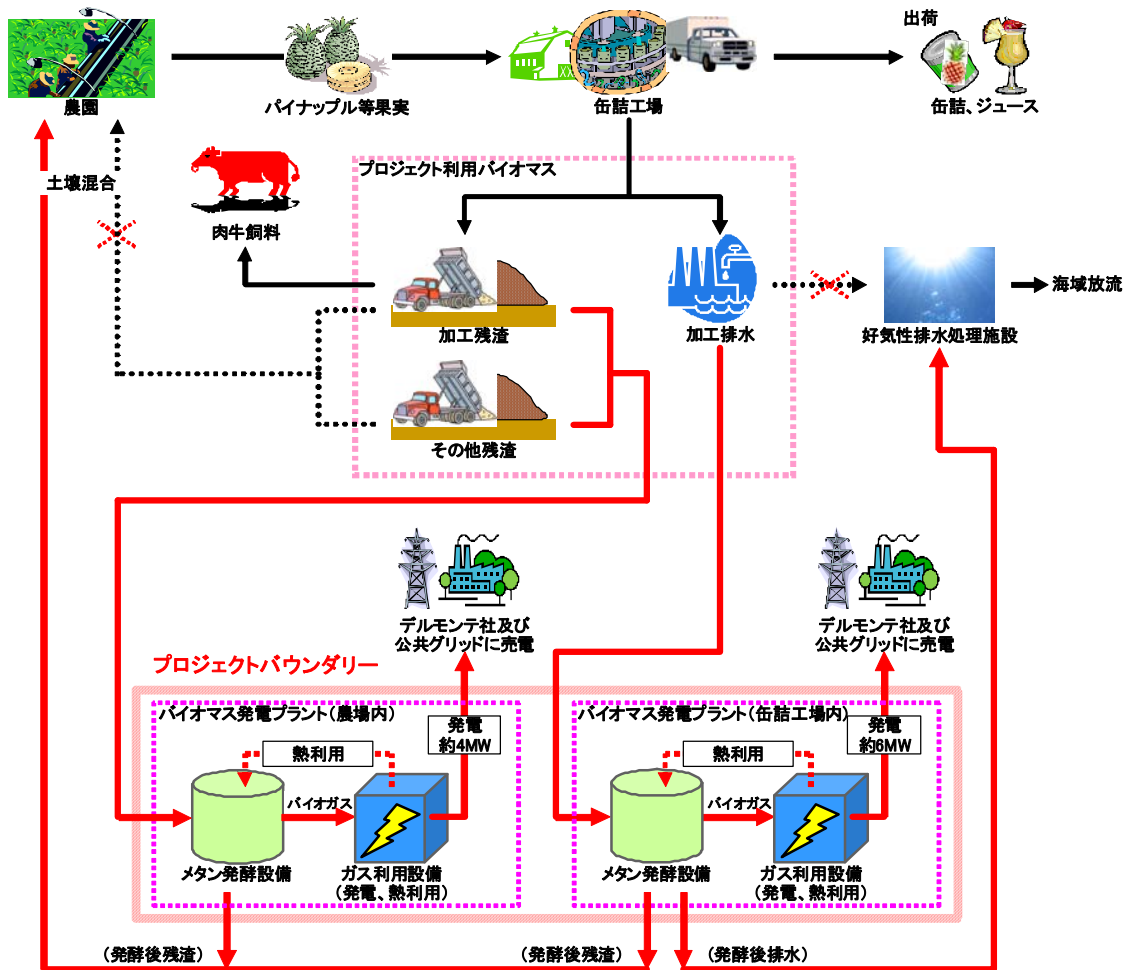 出荷
農園
パイナップル等果実
缶詰工場
缶詰、ジュース
土壌混合
プロジェクト利用バイオマス
肉牛飼料
海域放流
加工残渣
加工排水
好気性排水処理施設
その他残渣
デルモンテ社及び
公共グリッドに売電
デルモンテ社及び
公共グリッドに売電
プロジェクトバウンダリー
バイオマス発電プラント(農場内)
発電
約4MW
バイオマス発電プラント(缶詰工場内)
発電
約6MW
熱利用
熱利用
バイオガス
バイオガス
メタン発酵設備
ガス利用設備
(発電、熱利用)
メタン発酵設備
ガス利用設備
(発電、熱利用)
(発酵後残渣)
(発酵後残渣)
(発酵後排水)